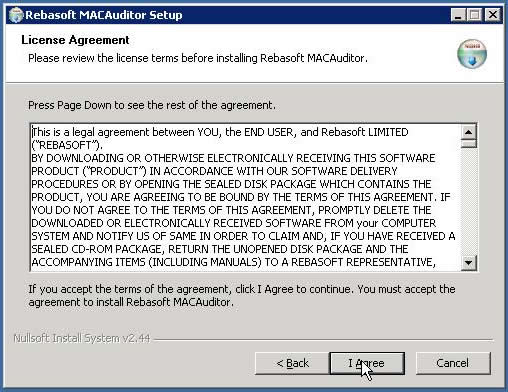 Rebasoft MACAuditor Setup
License Agreement
Please review the license terms before installing Rebasoft MACAuditor.
Press Page Down to see the rest of the agreement.
This is a legal agreement between YOU, the END USER, and Rebasoft LIMITED
("REBASOFT").
BY DOWNLOADING OR OTHERWISE ELECTRONICALLY RECEIVING THIS SOFTWARE
PRODUCT ("PRODUCT") IN ACCORDANCE WITH OUR SOFTWARE DELIVERY
PROCEDURES OR BY OPENING THE SEALED DISK PACKAGE WHICH CONTAINS THE
PRODUCT, YOU ARE AGREEING TO BE BOUND BY THE TERMS OF THIS AGREEMENT. IF
YOU DO NOT AGREE TO THE TERMS OF THIS AGREEMENT, PROMPTLY DELETE THE
DOWNLOADED OR ELECTRONICALLY RECEIVED SOFTWARE FROM your COMPUTER
SYSTEM AND NOTIFY US OF SAME IN ORDER TO CLAIM AND, IF YOU HAVE RECEIVED A
SEALED CD-ROM PACKAGE, RETURN THE UNOPENED DISK PACKAGE AND THE
ACCOMPANYING ITEMS (INCLUDING MANUALS) TO A REBASOFT REPRESENTATIVE,
If you accept the terms of the agreement, click I Agree to continue. You must accept the
agreement to install Rebasoft MACAuditor.
Nullsoft Install System v2.44
< Back
I Agree
Cancel